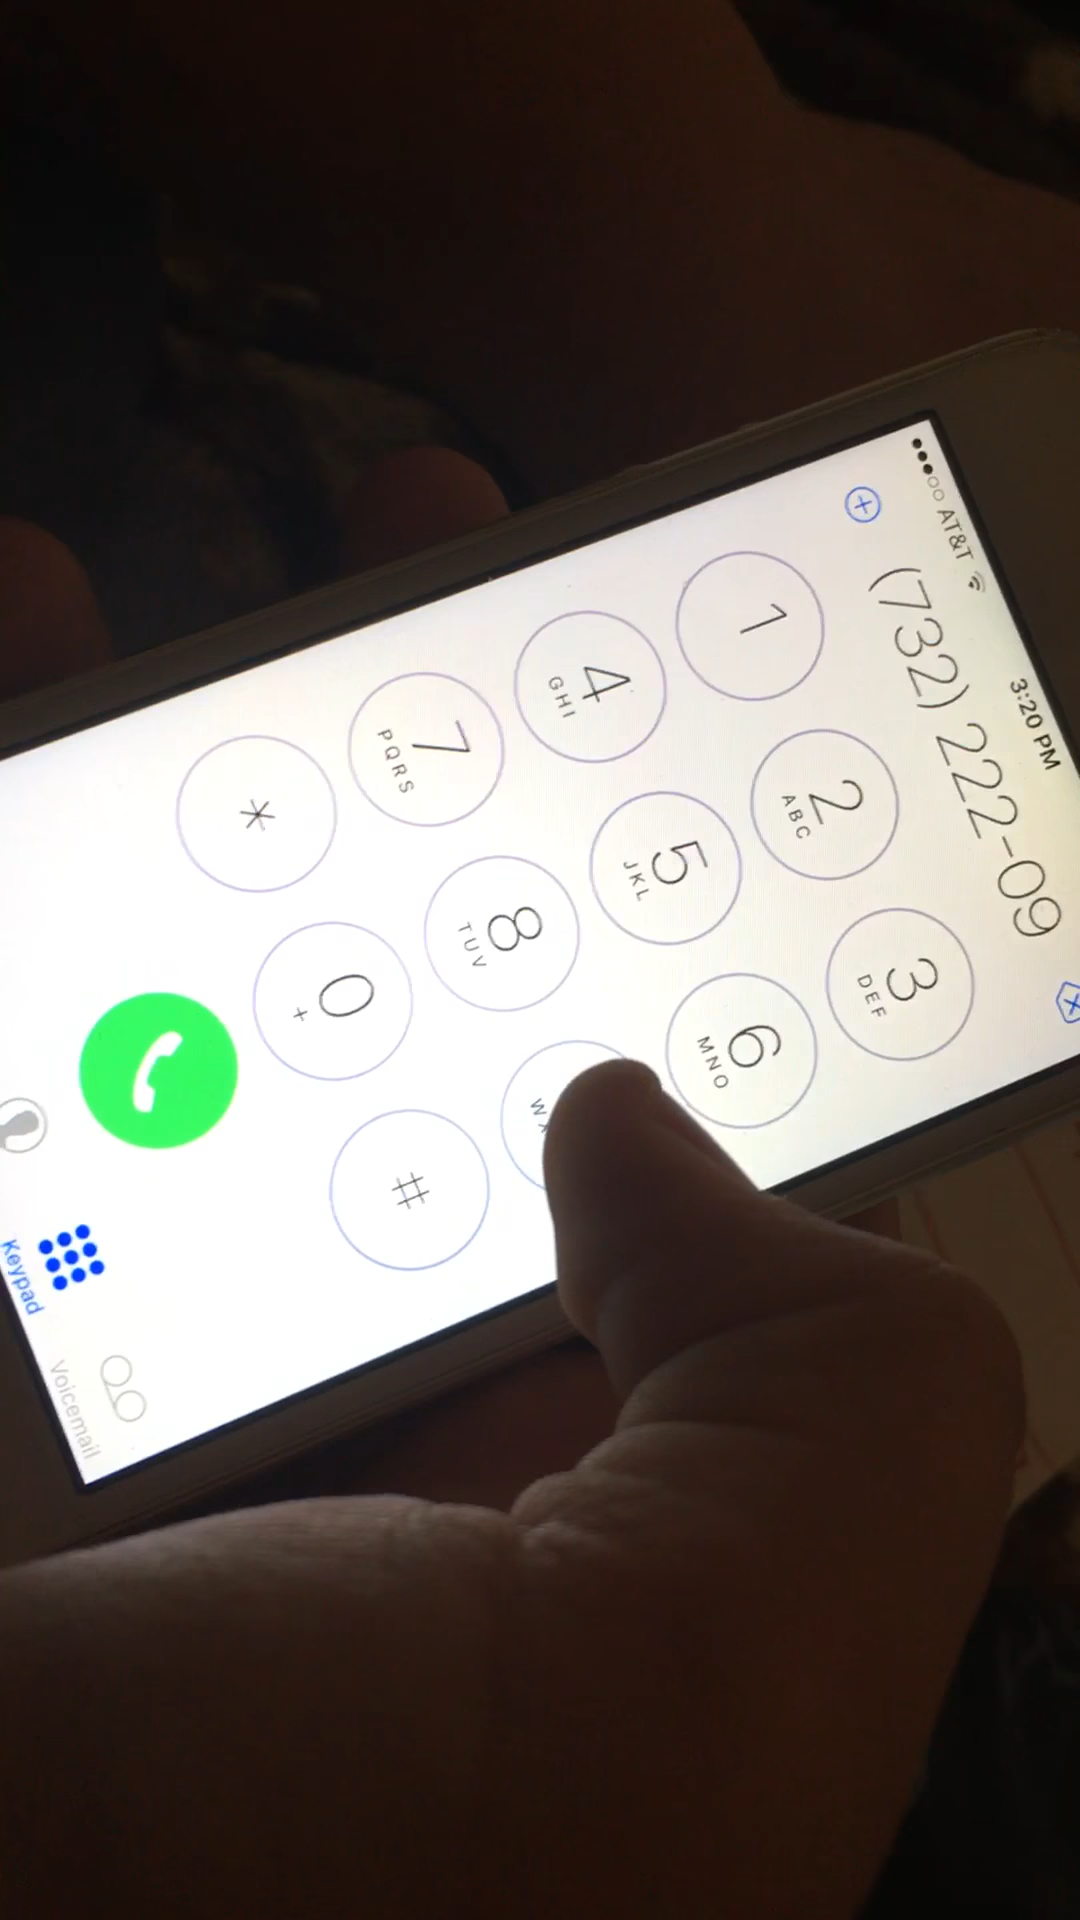 ●●●○○ AT&T 3:20 PM
(732) 222-09
+
1
2
ABC
3
DEF
4
GHI
5
JKL
6
MNO
7
PQRS
8
TUV
*
0
+
#
Keypad
Voicemail